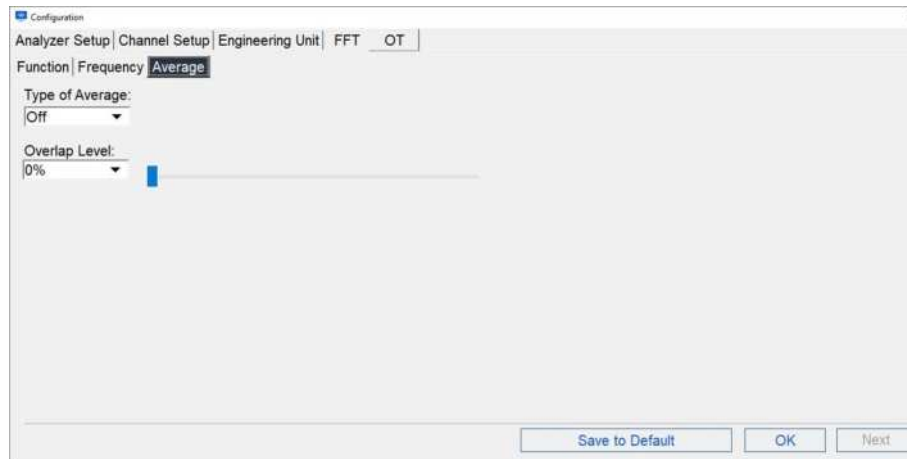 Configuration
Analyzer Setup Channel Setup Engineering Unit FFT OT
Function Frequency Average
Type of Average:
Off
Overlap Level:
0%
Save to Default OK Next